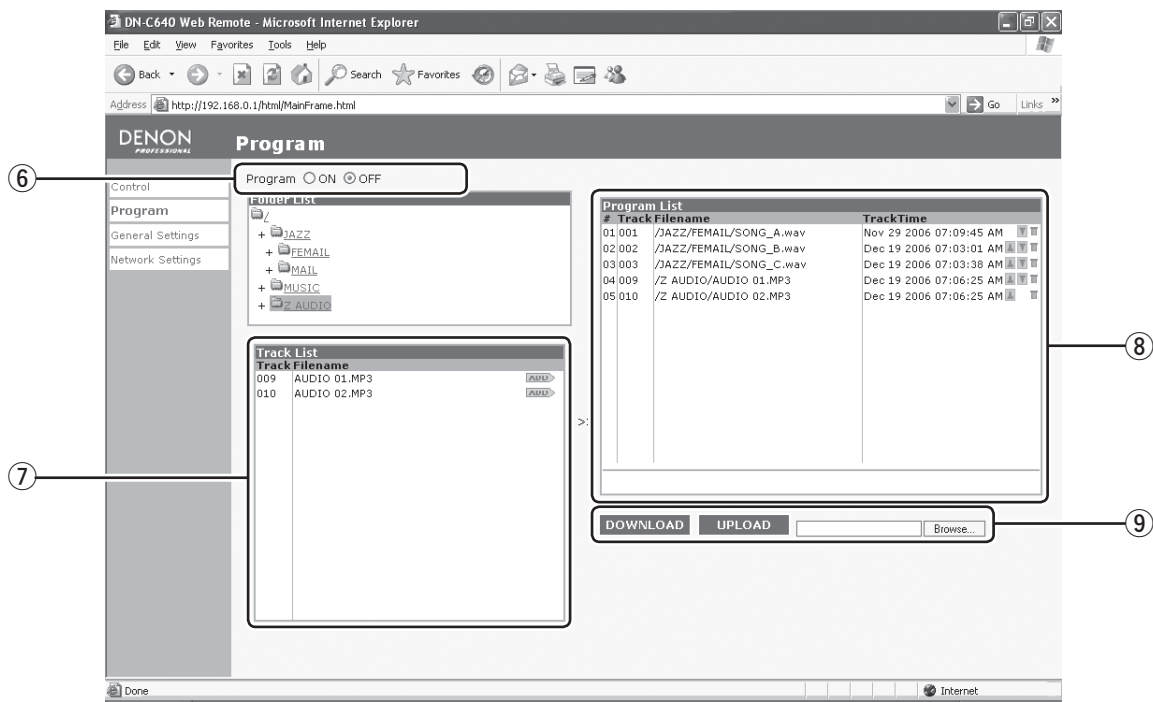 DN-C640 Web Remote - Microsoft Internet Explorer
File Edit View Favorites Tools Help
Back Search Favorites
Address http://192.168.0.1/html/MainFrame.html Go Links »
DENON
PROFESSIONAL
Program
⑥
Program ON OFF
Control
Program
General Settings
Network Settings
Folder List
/
+ JAZZ
+ FEMAIL
+ MAIL
+ MUSIC
+ Z AUDIO
Program List
# Track Filename TrackTime
01 001 /JAZZ/FEMAIL/SONG_A.wav Nov 29 2006 07:09:45 AM
02 002 /JAZZ/FEMAIL/SONG_B.wav Dec 19 2006 07:03:01 AM
03 003 /JAZZ/FEMAIL/SONG_C.wav Dec 19 2006 07:03:38 AM
04 009 /Z AUDIO/AUDIO 01.MP3 Dec 19 2006 07:06:25 AM
05 010 /Z AUDIO/AUDIO 02.MP3 Dec 19 2006 07:06:25 AM
⑧
Track List
Track Filename
009 AUDIO 01.MP3 ADD
010 AUDIO 02.MP3 ADD
>:
⑦
DOWNLOAD UPLOAD Browse...
⑨
Done Internet